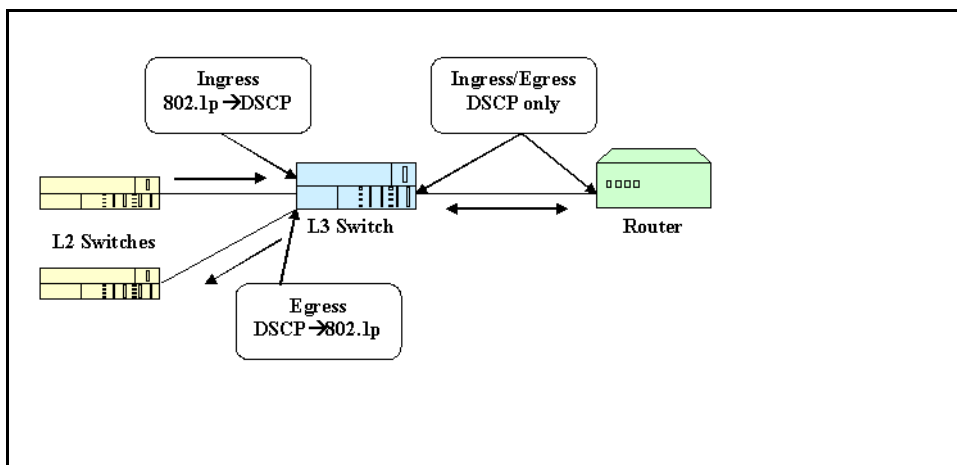 Ingress
802.1p →DSCP
Ingress/Egress
DSCP only
L2 Switches
L3 Switch
Router
Egress
DSCP→802.1p